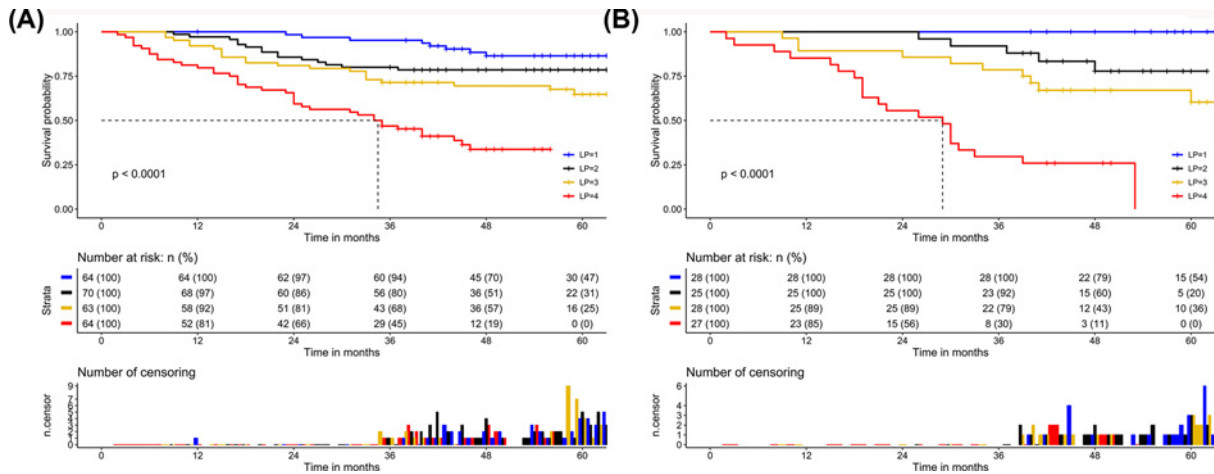 (A)
Survival probability
1.00
0.75
0.50
0.25
0.00
p < 0.0001
LP=1
LP=2
LP=3
LP=4
0 12 24 36 48 60
Time in months
Number at risk: n (%)
Strata
64 (100) 64 (100) 62 (97) 60 (94) 45 (70) 30 (47)
70 (100) 68 (97) 60 (86) 56 (80) 36 (51) 22 (31)
63 (100) 58 (92) 51 (81) 43 (68) 36 (57) 16 (25)
64 (100) 52 (81) 42 (66) 29 (45) 12 (19) 0 (0)
0 12 24 36 48 60
Time in months
Number of censoring
n.censor
9
3
2
1
0
0 12 24 36 48 60
Time in months
(B)
Survival probability
1.00
0.75
0.50
0.25
0.00
p < 0.0001
LP=1
LP=2
LP=3
LP=4
0 12 24 36 48 60
Time in months
Number at risk: n (%)
Strata
28 (100) 28 (100) 28 (100) 28 (100) 22 (79) 15 (54)
25 (100) 25 (100) 25 (100) 23 (92) 15 (60) 5 (20)
28 (100) 25 (89) 25 (89) 22 (79) 12 (43) 10 (36)
27 (100) 23 (85) 15 (56) 8 (30) 3 (11) 0 (0)
0 12 24 36 48 60
Time in months
Number of censoring
n.censor
6
4
3
2
1
0
0 12 24 36 48 60
Time in months